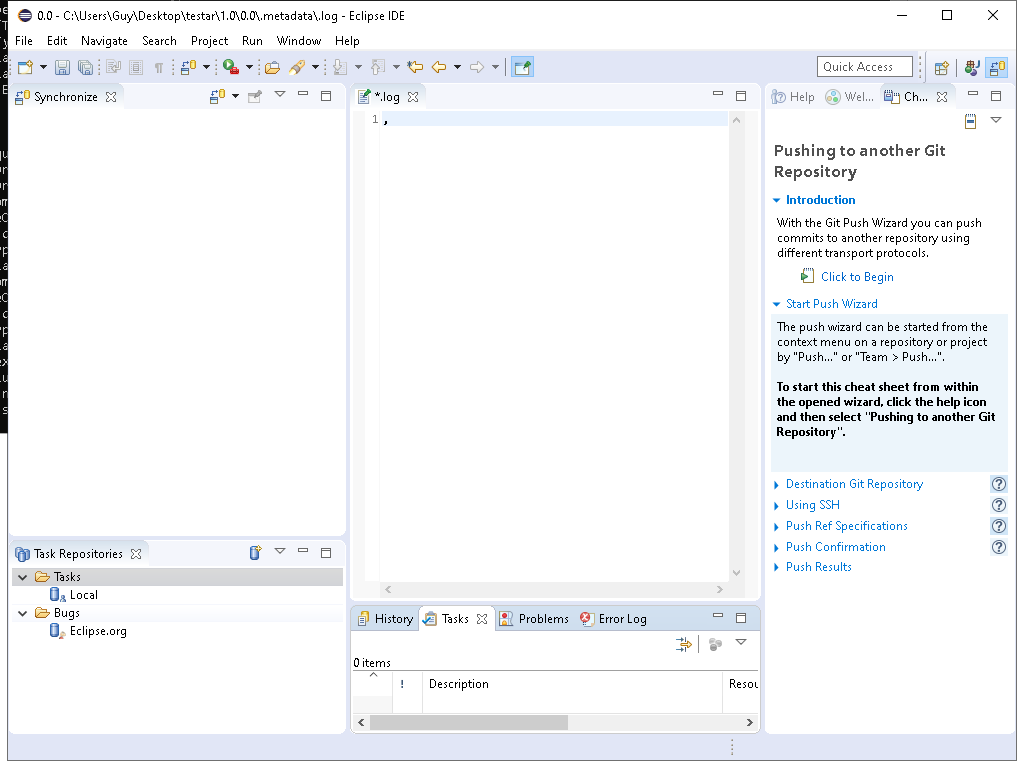 0.0 - C:\Users\Guy\Desktop\testar\1.0\0.0\.metadata\.log - Eclipse IDE
File Edit Navigate Search Project Run Window Help
Quick Access
Synchronize
*.log
1 ,
Help Wel... Ch...
Pushing to another Git
Repository
Introduction
With the Git Push Wizard you can push
commits to another repository using
different transport protocols.
Click to Begin
Start Push Wizard
The push wizard can be started from the
context menu on a repository or project
by "Push..." or "Team > Push...".
To start this cheat sheet from within
the opened wizard, click the help icon
and then select "Pushing to another Git
Repository".
Destination Git Repository
Using SSH
Push Ref Specifications
Push Confirmation
Push Results
Task Repositories
Tasks
Local
Bugs
Eclipse.org
History Tasks Problems Error Log
0 items
! Description Resou